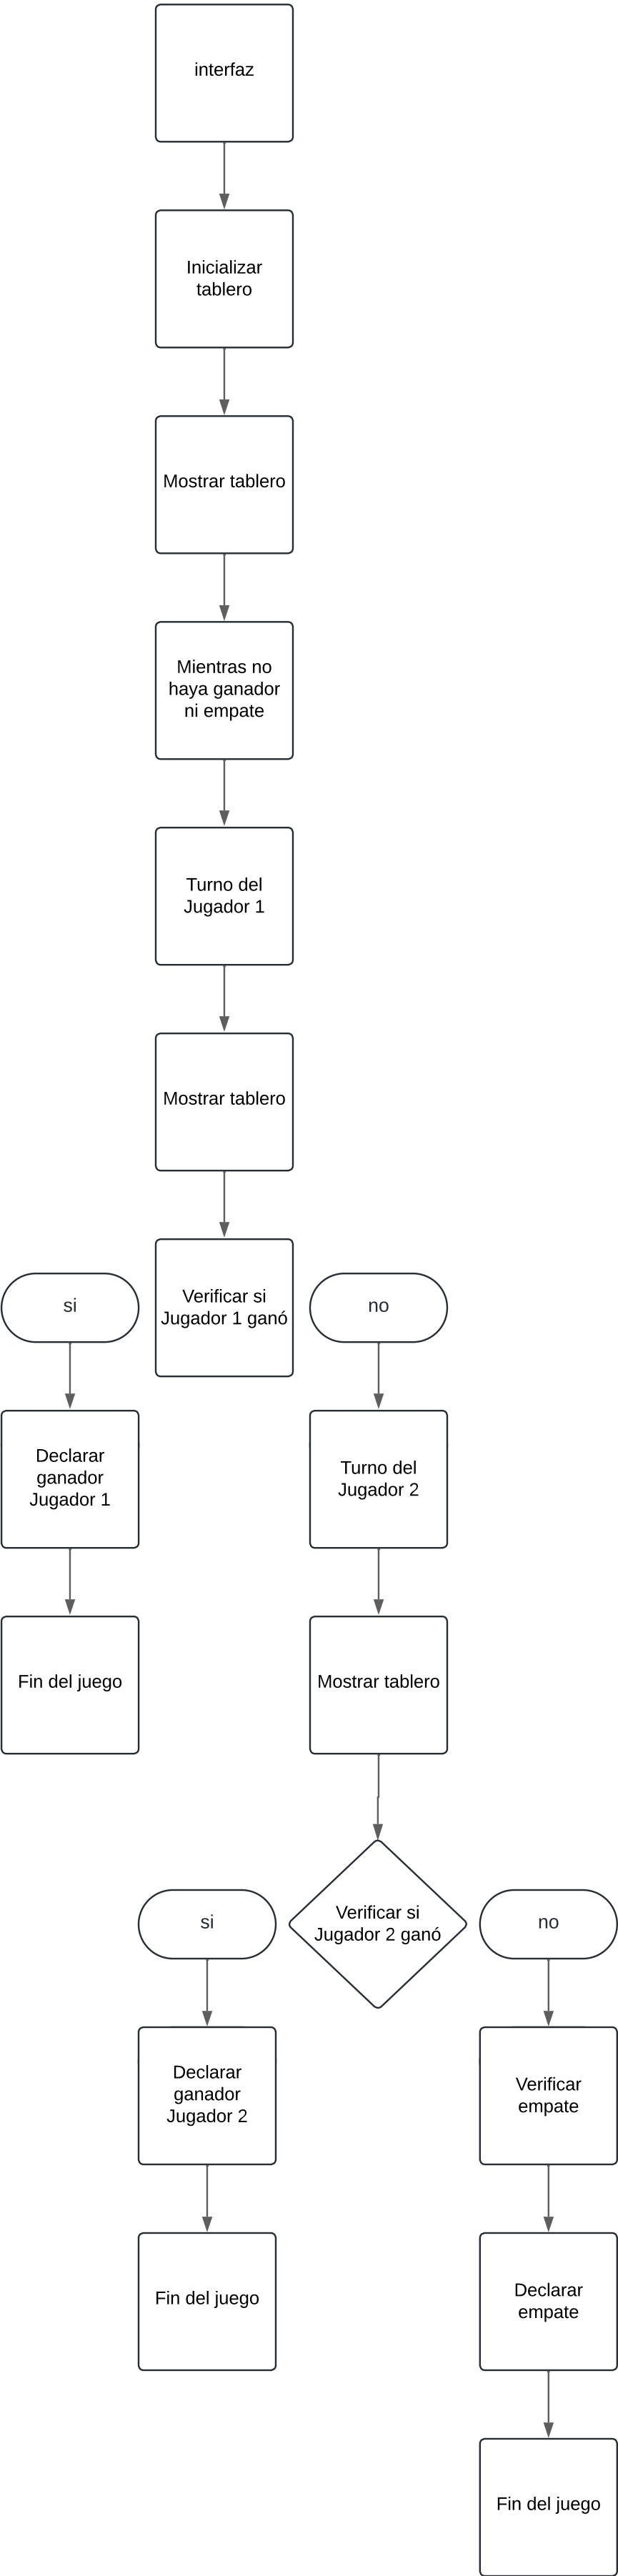 interfaz
Inicializar
tablero
Mostrar tablero
Mientras no
haya ganador
ni empate
Turno del
Jugador 1
Mostrar tablero
si
Verificar si
Jugador 1 ganó
no
Declarar
ganador
Jugador 1
Turno del
Jugador 2
Fin del juego
Mostrar tablero
si
Verificar si
Jugador 2 ganó
no
Declarar
ganador
Jugador 2
Verificar
empate
Fin del juego
Declarar
empate
Fin del juego